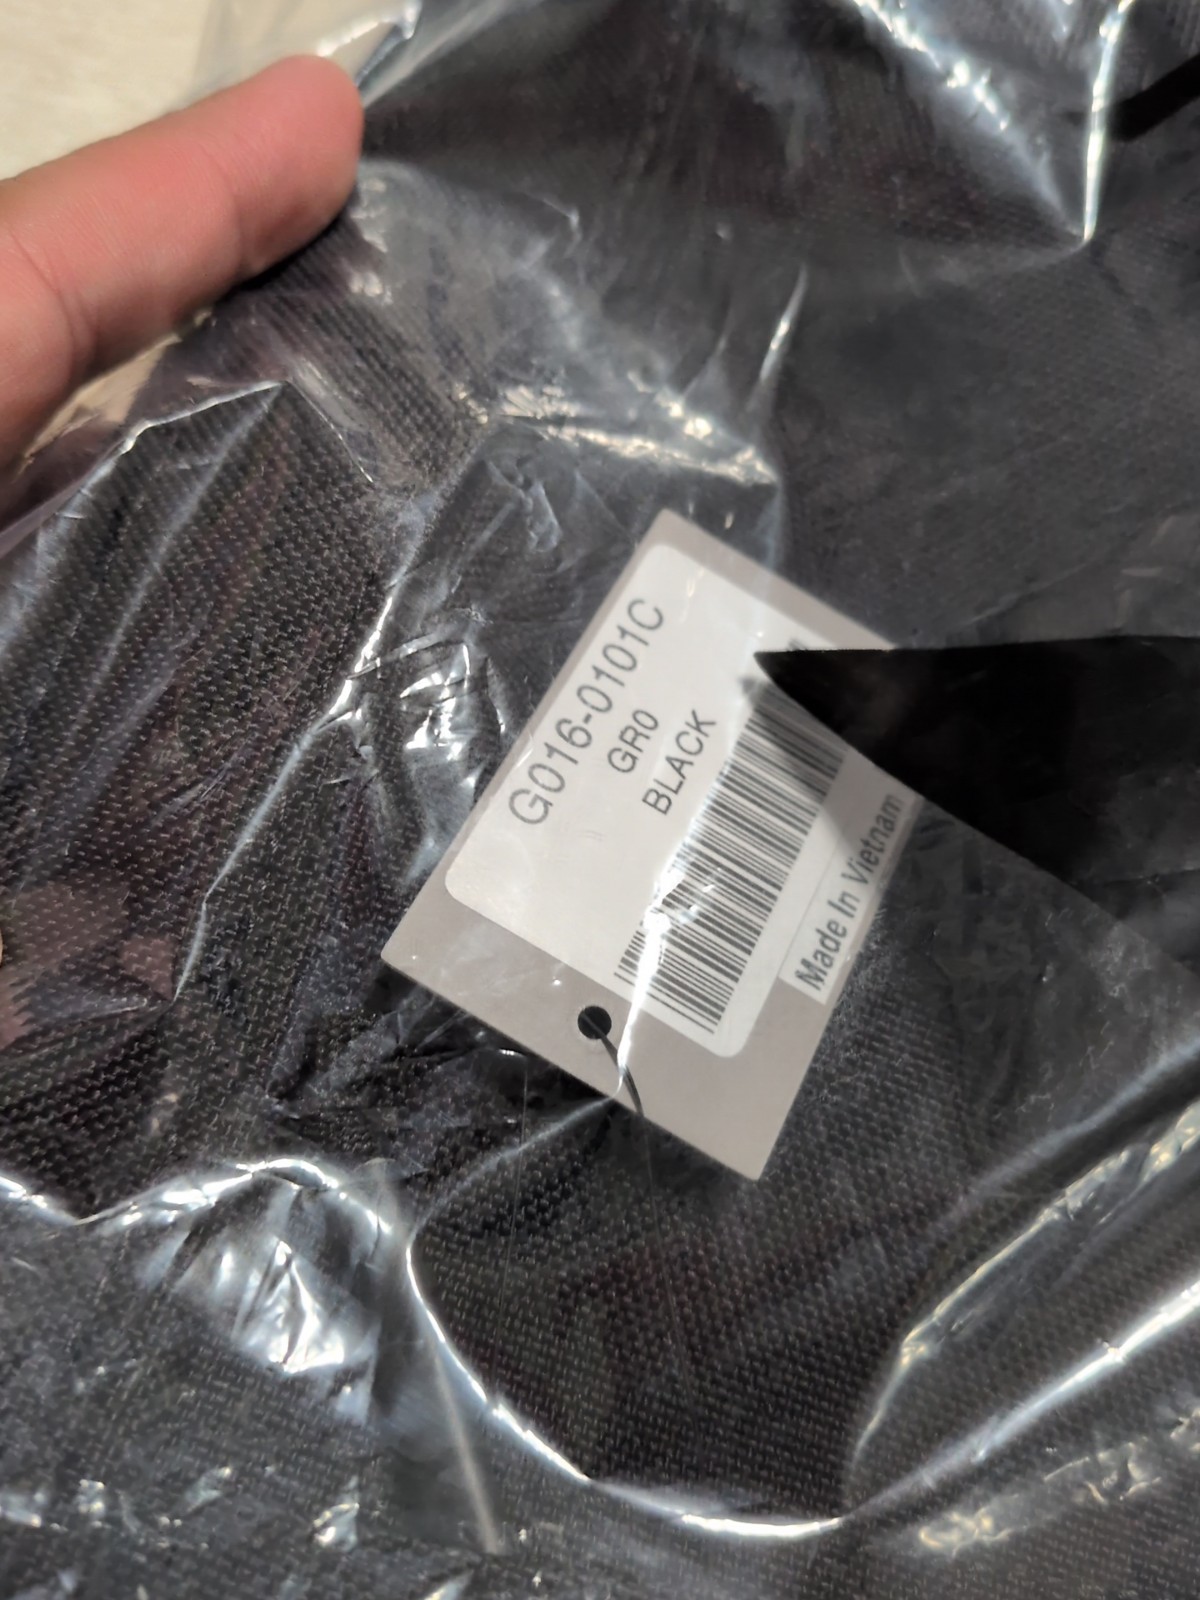 G016-0101C
GR0
BLACK
Made In Vietnam